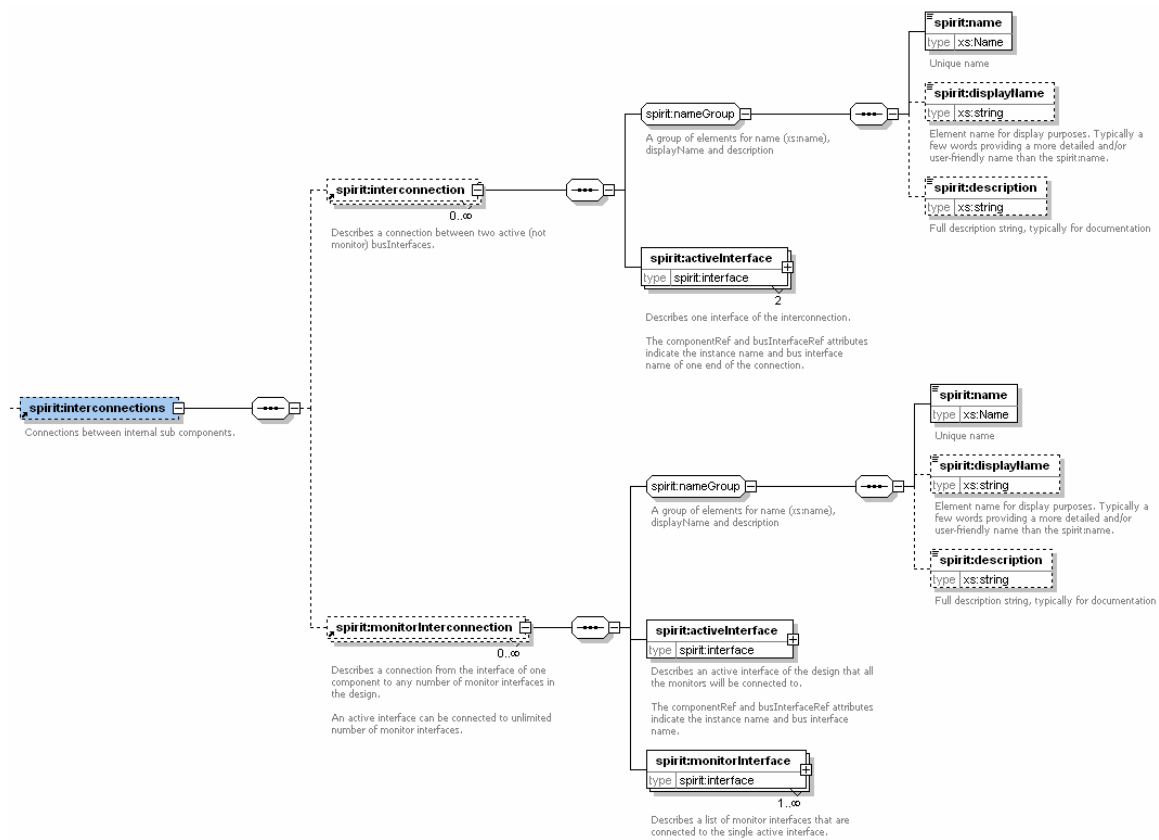 spirit:name
type xs:Name
Unique name
spirit:displayName
type xs:string
Element name for display purposes. Typically a
few words providing a more detailed and/or
user-friendly name than the spirit:name.
spirit:description
type xs:string
Full description string, typically for documentation
spirit:nameGroup
A group of elements for name (xs:name),
displayName and description
spirit:interconnection
0..∞
Describes a connection between two active (not
monitor) busInterfaces.
spirit:activeInterface
type spirit:interface
2
Describes one interface of the interconnection.
The componentRef and busInterfaceRef attributes
indicate the instance name and bus interface
name of one end of the connection.
spirit:interconnections
Connections between internal sub components.
spirit:name
type xs:Name
Unique name
spirit:displayName
type xs:string
Element name for display purposes. Typically a
few words providing a more detailed and/or
user-friendly name than the spirit:name.
spirit:description
type xs:string
Full description string, typically for documentation
spirit:nameGroup
A group of elements for name (xs:name),
displayName and description
spirit:monitorInterconnection
0..∞
Describes a connection from the interface of one
component to any number of monitor interfaces in
the design.
An active interface can be connected to unlimited
number of monitor interfaces.
spirit:activeInterface
type spirit:interface
Describes an active interface of the design that all
the monitors will be connected to.
The componentRef and busInterfaceRef attributes
indicate the instance name and bus interface
name.
spirit:monitorInterface
type spirit:interface
1..∞
Describes a list of monitor interfaces that are
connected to the single active interface.